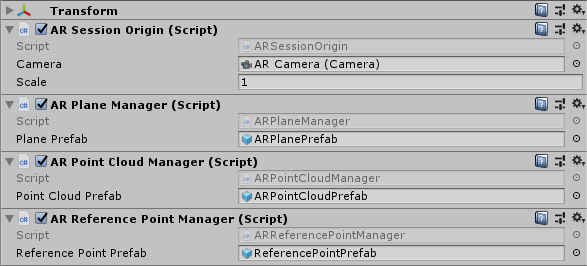 Transform
AR Session Origin (Script)
Script ARSessionOrigin
Camera AR Camera (Camera)
Scale 1
AR Plane Manager (Script)
Script ARPlaneManager
Plane Prefab ARPlanePrefab
AR Point Cloud Manager (Script)
Script ARPointCloudManager
Point Cloud Prefab ARPointCloudPrefab
AR Reference Point Manager (Script)
Script ARReferencePointManager
Reference Point Prefab ReferencePointPrefab